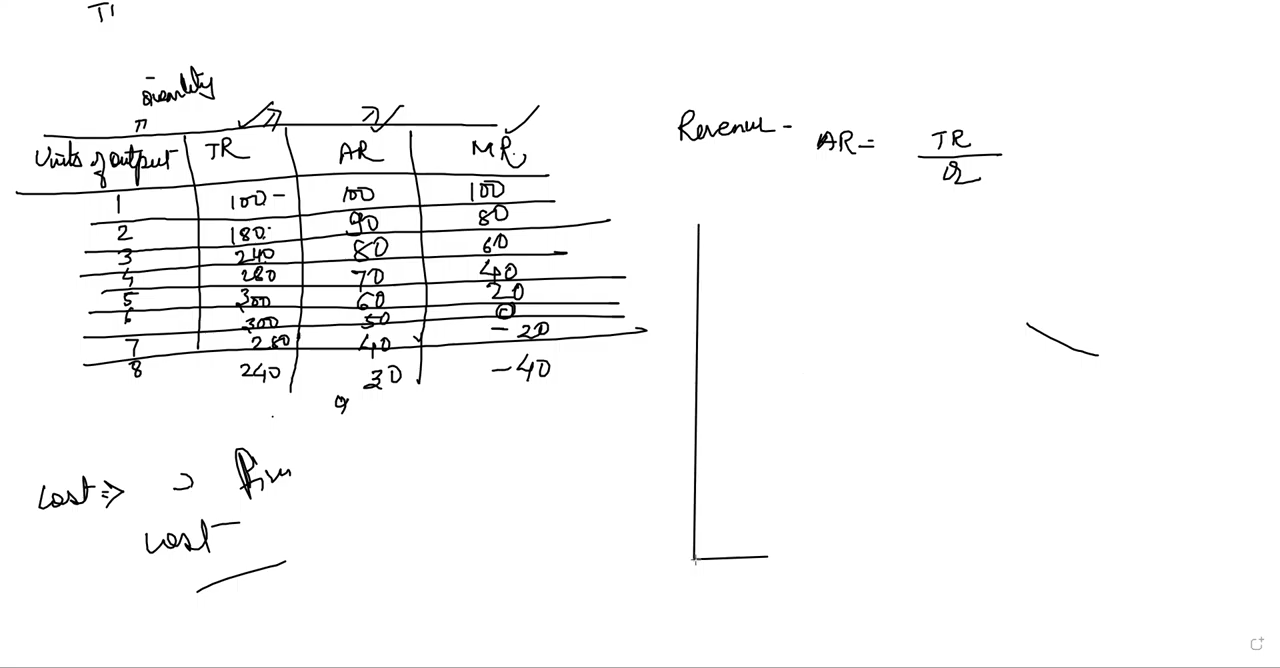 Quantity
Units of output TR AR MR
1 100 100 100
2 180 90 80
3 240 80 60
4 280 70 40
5 300 60 20
6 300 50 0
7 280 40 -20
8 240 30 -40
Cost ⇒
Cost
Revenue - AR = TR